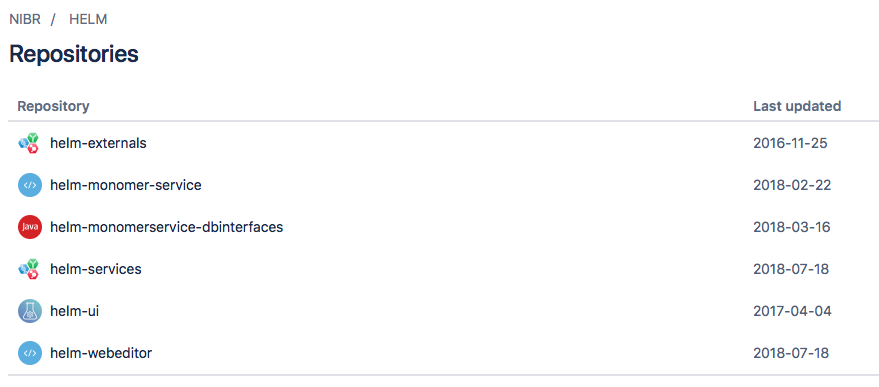 NIBR / HELM
Repositories
Repository Last updated
helm-externals 2016-11-25
</> helm-monomer-service 2018-02-22
Java helm-monomerservice-dbinterfaces 2018-03-16
helm-services 2018-07-18
helm-ui 2017-04-04
</> helm-webeditor 2018-07-18